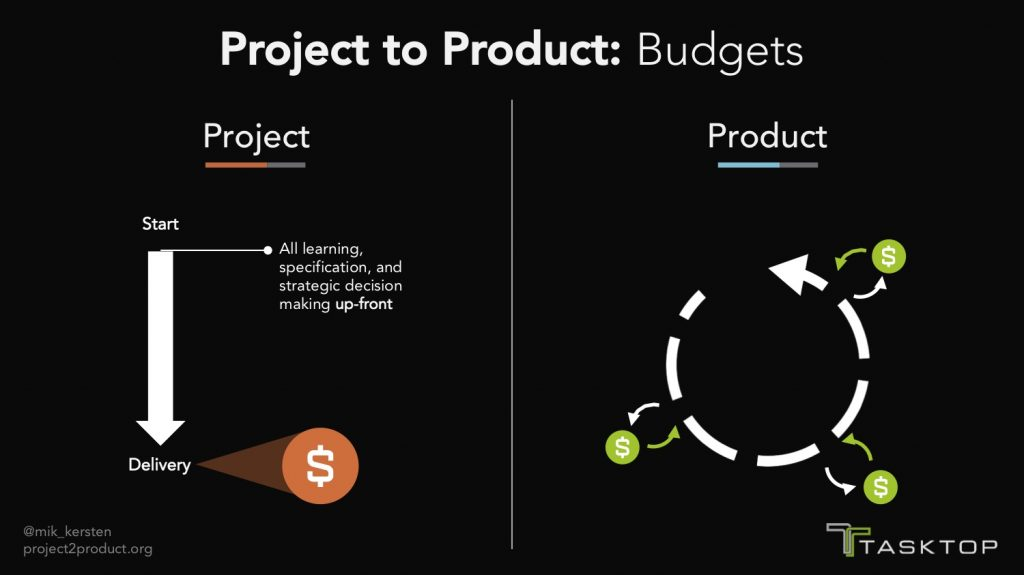 Project to Product: Budgets
Project
Start
All learning,
specification, and
strategic decision
making up-front
Delivery
$
@mik_kersten
project2product.org
Product
$
$
$
TASKTOP